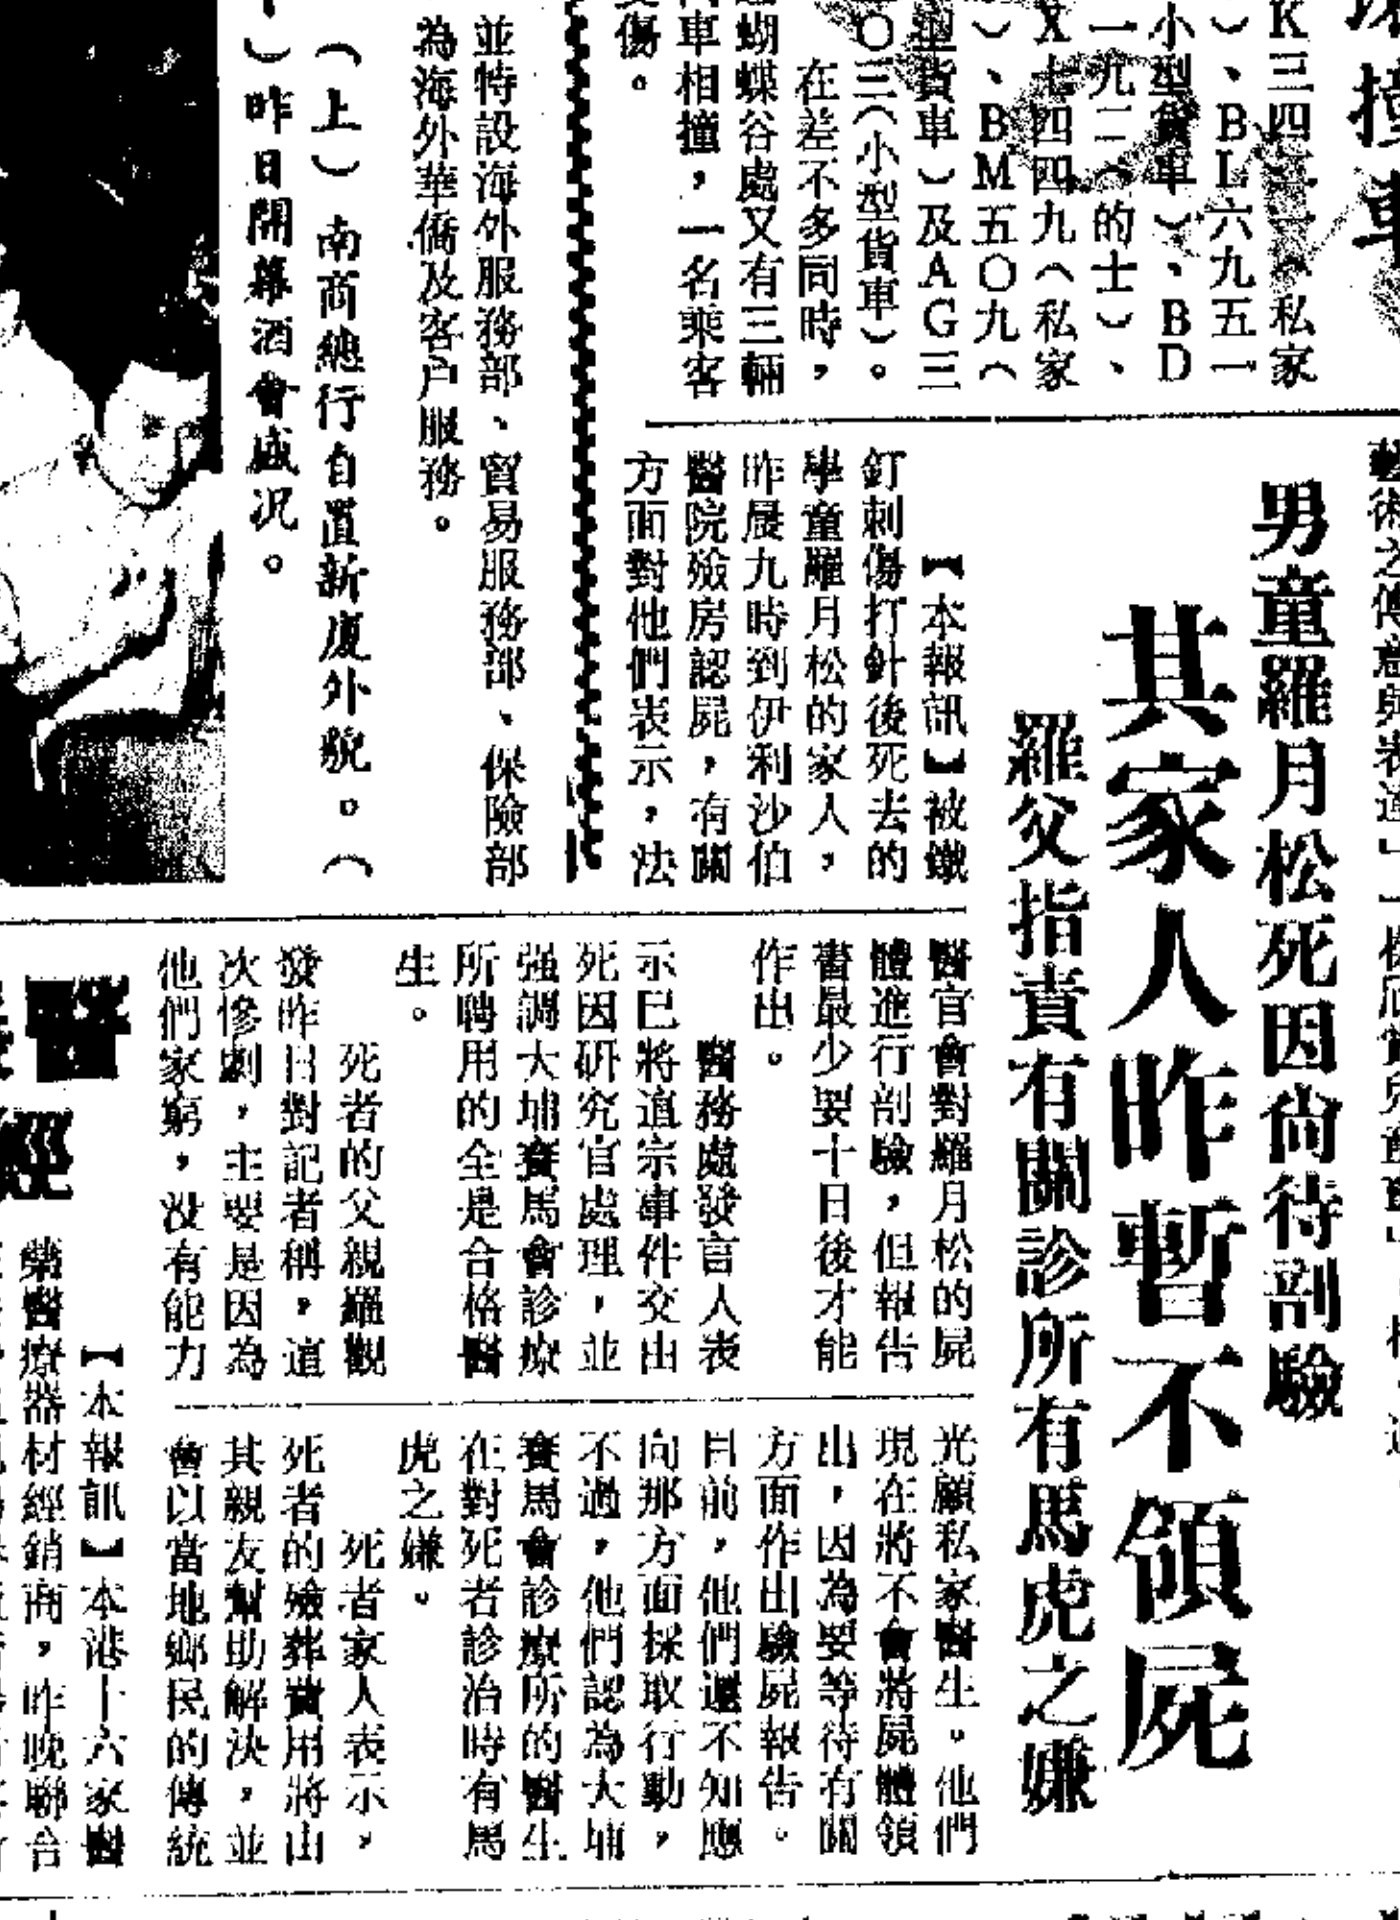 撞車
K三四二一（私家
）、BL六九五一
小型貨車）、BD
一九二（的士）、
X七四四九（私家
）、BM五〇九（
型貨車）及AG三
〇三（小型貨車）。
在差不多同時，
蝴蝶谷處又有三輛
車相撞，一名乘客
傷。
並特設海外服務部、貿易服務部、保險部
為海外華僑及客户服務。
（上）南商總行自置新廈外貌。（
）昨日開幕酒會盛况。
男童羅月松死因尙待剖驗
其家人昨暫不領屍
羅父指責有關診所有馬虎之嫌
【本報訊】被鐵
釘刺傷打針後死去的
學童羅月松的家人，
昨晨九時到伊利沙伯
醫院殮房認屍，有關
方面對他們表示，法
醫官會對羅月松的屍
體進行剖驗，但報告
書最少要十日後才能
作出。
醫務處發言人表
示已將這宗事件交由
死因研究官處理，並
强調大埔賽馬會診療
所聘用的全是合格醫
生。
死者的父親羅觀
發昨日對記者稱，這
次慘劇，主要是因為
他們家窮，没有能力
光顧私家醫生。他們
現在將不會將屍體領
出，因為要等待有關
方面作出驗屍報告。
目前，他們還不知應
向那方面採取行動，
不過，他們認為大埔
賽馬會診療所的醫生
在對死者診治時有馬
虎之嫌。
死者家人表示，
死者的殮葬費用將由
其親友幫助解決，並
會以當地鄉民的傳統
醫
經
【本報訊】本港十六家醫
藥醫療器材經銷商，昨晚聯合